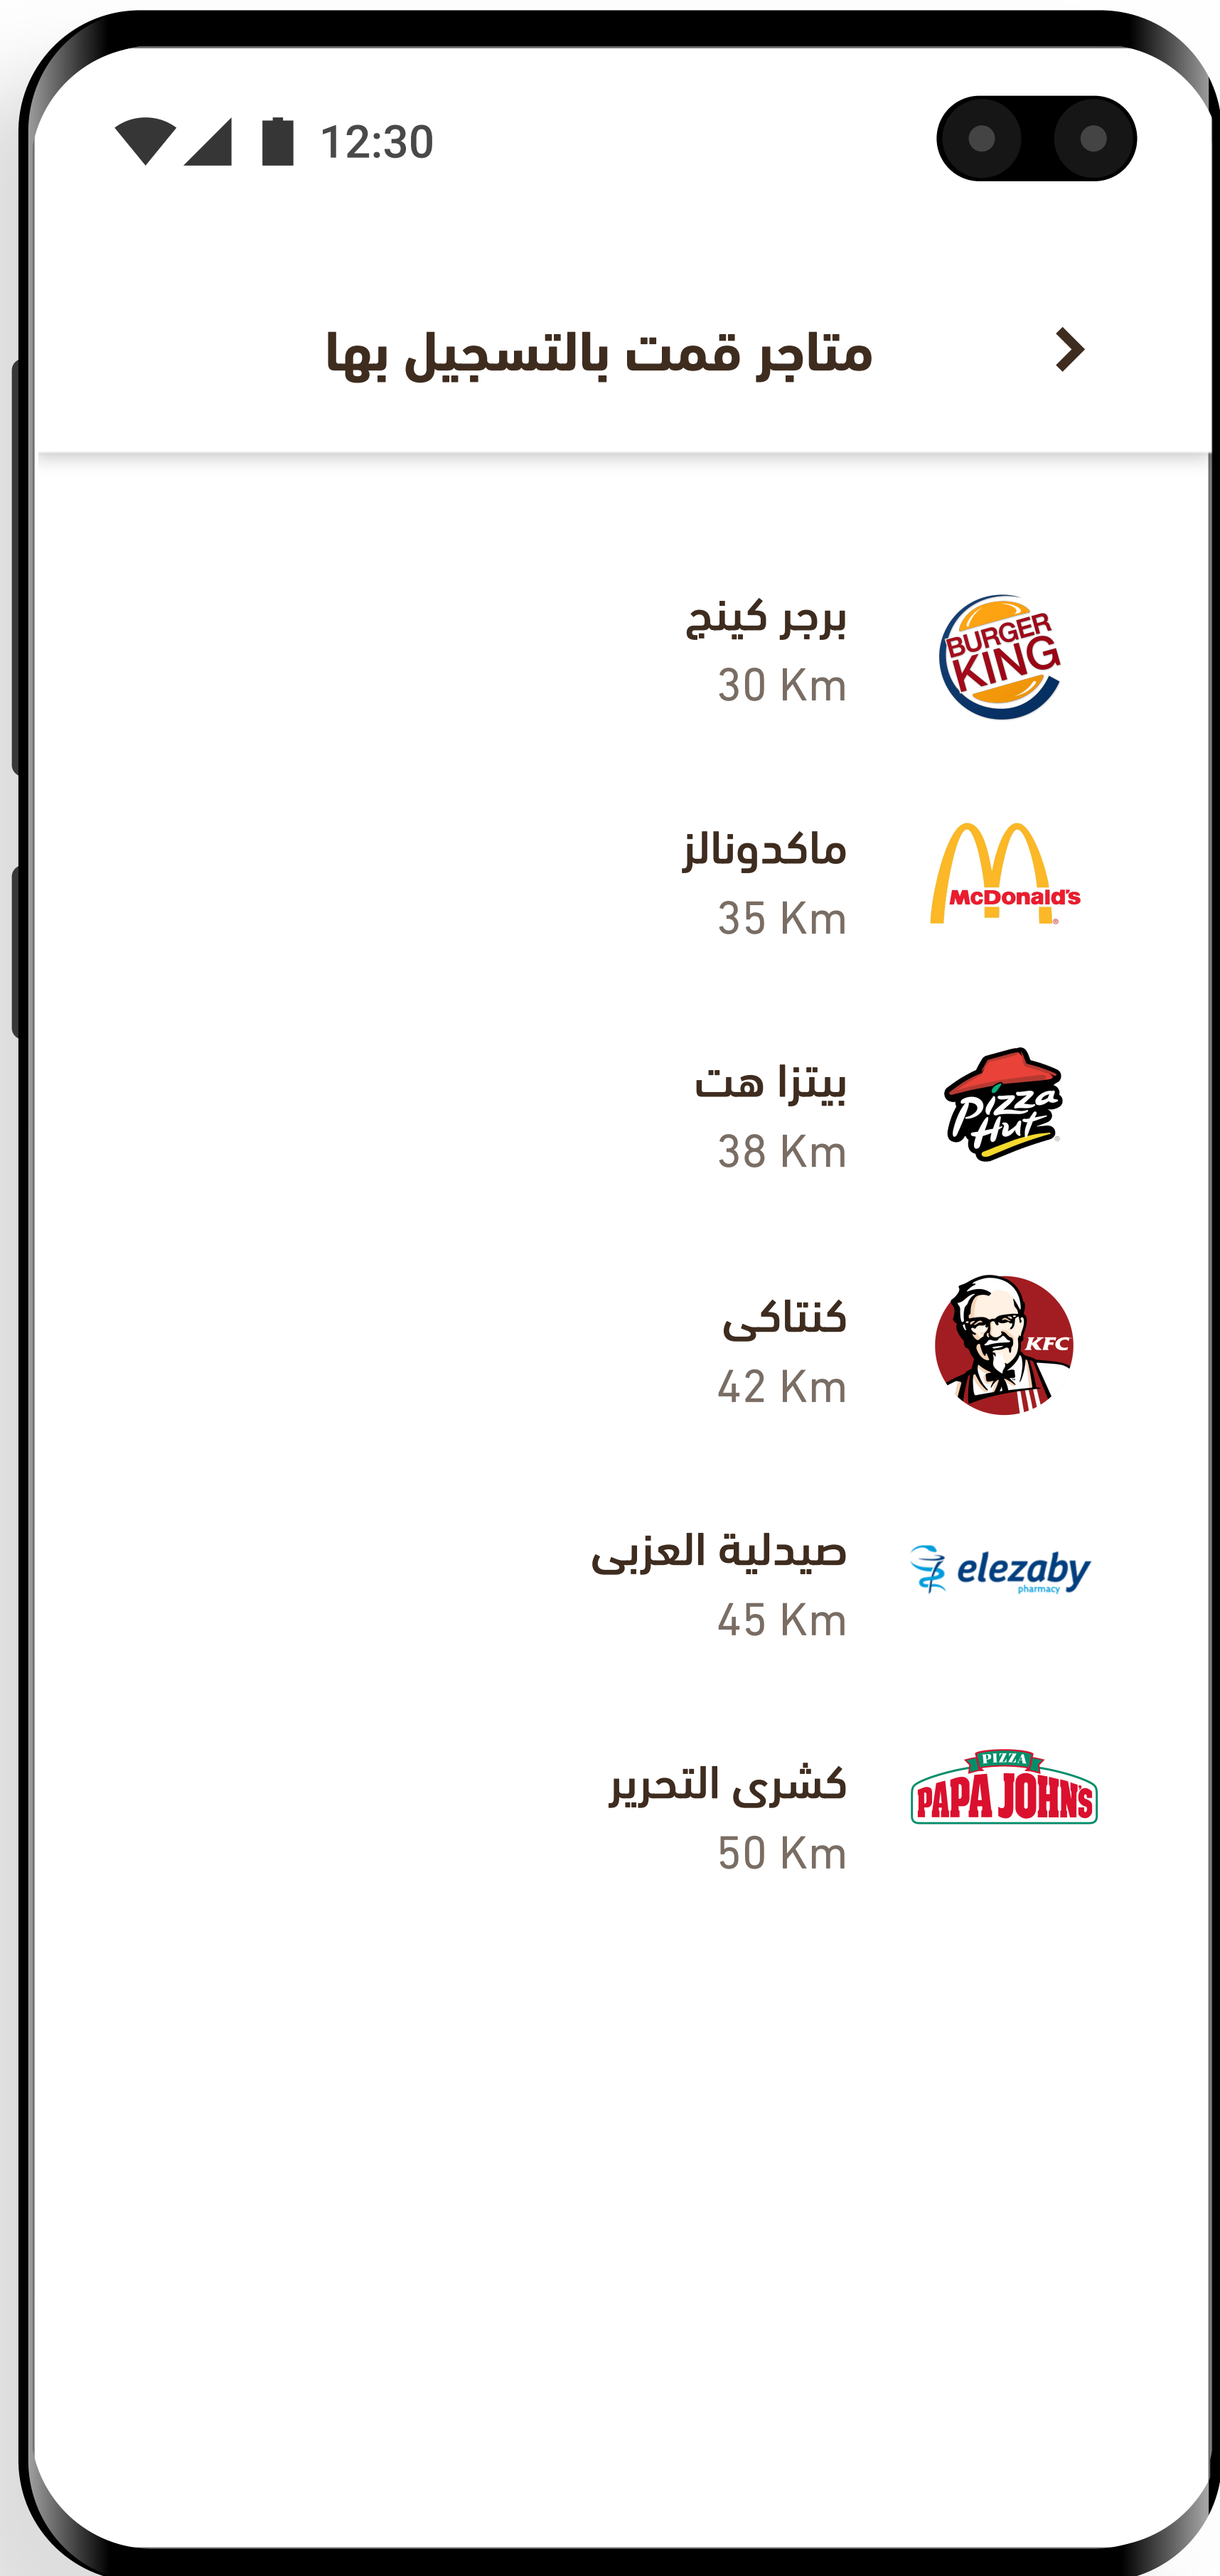 12:30
متاجر قمت بالتسجيل بها
BURGER
KING
برجر كينج
30 Km
McDonald's
ماكدونالز
35 Km
Pizza
Hut
بيتزا هت
38 Km
KFC
كنتاكى
42 Km
elezaby
pharmacy
صيدلية العزبى
45 Km
PIZZA
PAPA JOHN'S
كشرى التحرير
50 Km